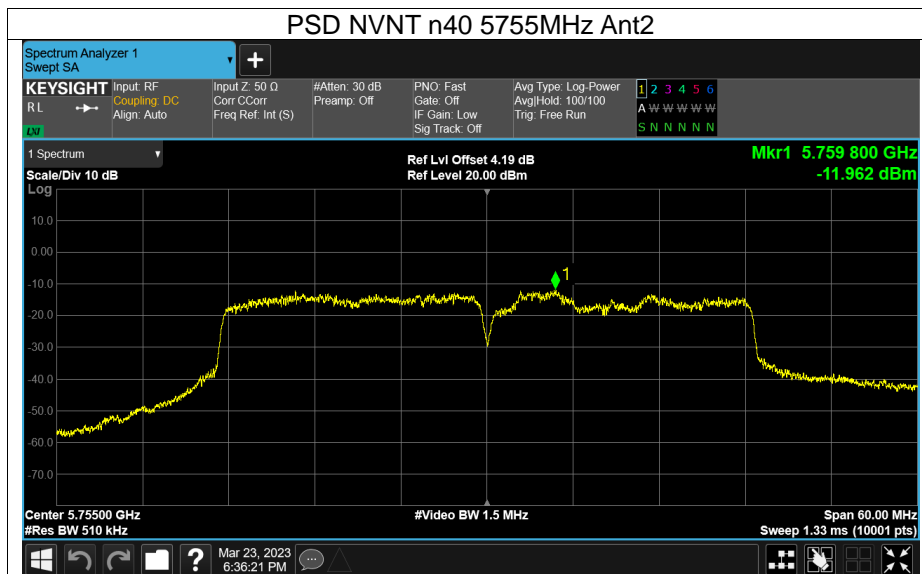 PSD NVNT n40 5755MHz Ant2
Spectrum Analyzer 1
Swept SA
KEYSIGHT
R L
LXI
Input: RF
Coupling: DC
Align: Auto
Input Z: 50 Ω
Corr CCorr
Freq Ref: Int (S)
#Atten: 30 dB
Preamp: Off
PNO: Fast
Gate: Off
IF Gain: Low
Sig Track: Off
Avg Type: Log-Power
Avg|Hold: 100/100
Trig: Free Run
1 2 3 4 5 6
A W W W W W
S N N N N N
1 Spectrum
Scale/Div 10 dB
Log
Ref Lvl Offset 4.19 dB
Ref Level 20.00 dBm
Mkr1 5.759 800 GHz
-11.962 dBm
10.0
0.00
-10.0
-20.0
-30.0
-40.0
-50.0
-60.0
-70.0
1
Center 5.75500 GHz
#Res BW 510 kHz
#Video BW 1.5 MHz
Span 60.00 MHz
Sweep 1.33 ms (10001 pts)
?
Mar 23, 2023
6:36:21 PM